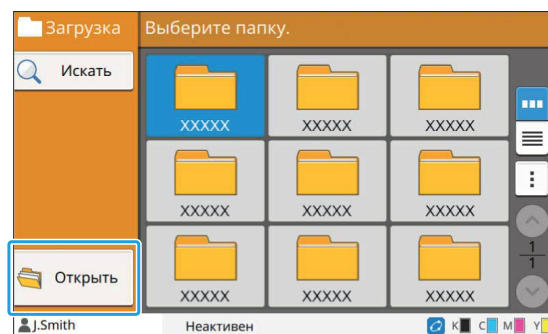 Загрузка
Выберите папку.
Искать
XXXXX XXXXX XXXXX
XXXXX XXXXX XXXXX
XXXXX XXXXX XXXXX
1
1
Открыть
J.Smith
Неактивен
K C M Y